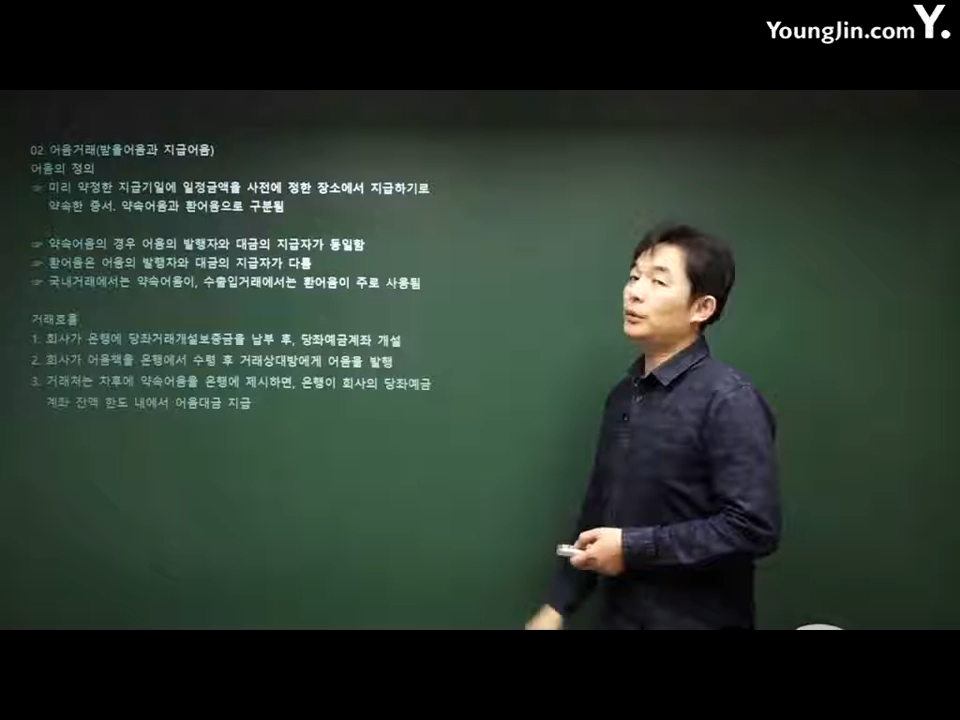 YoungJin.com Y.
02 어음거래(받을어음과 지급어음)
어음의 정의
☞ 미리 약정한 지급기일에 일정금액을 사전에 정한 장소에서 지급하기로
약속한 증서. 약속어음과 환어음으로 구분됨
☞ 약속어음의 경우 어음의 발행자와 대금의 지급자가 동일함
☞ 환어음은 어음의 발행자와 대금의 지급자가 다름
☞ 국내거래에서는 약속어음이, 수출입거래에서는 환어음이 주로 사용됨
거래흐름
1. 회사가 은행에 당좌거래개설보증금을 납부 후, 당좌예금계좌 개설
2. 회사가 어음책을 은행에서 수령 후 거래상대방에게 어음을 발행
3. 거래처는 차후에 약속어음을 은행에 제시하면, 은행이 회사의 당좌예금
계좌 잔액 한도 내에서 어음대금 지급